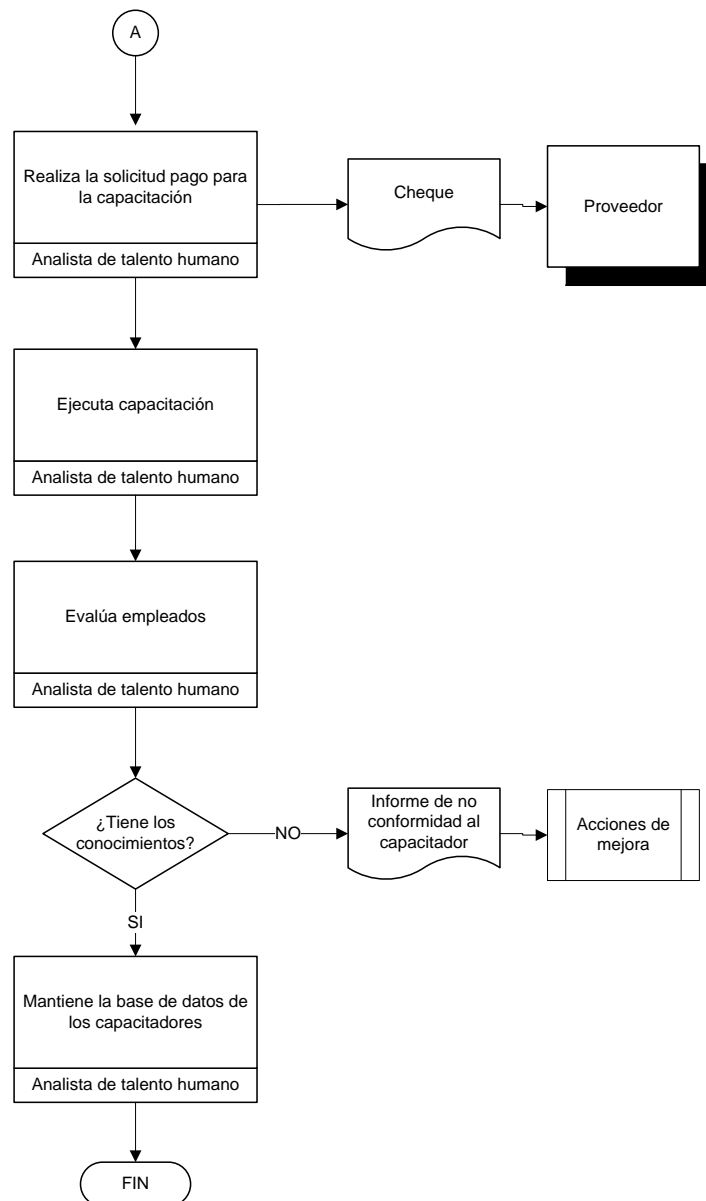 A
Realiza la solicitud pago para
la capacitación
Analista de talento humano
Cheque
Proveedor
Ejecuta capacitación
Analista de talento humano
Evalúa empleados
Analista de talento humano
¿Tiene los
conocimientos?
NO
Informe de no
conformidad al
capacitador
Acciones de
mejora
SI
Mantiene la base de datos de
los capacitadores
Analista de talento humano
FIN